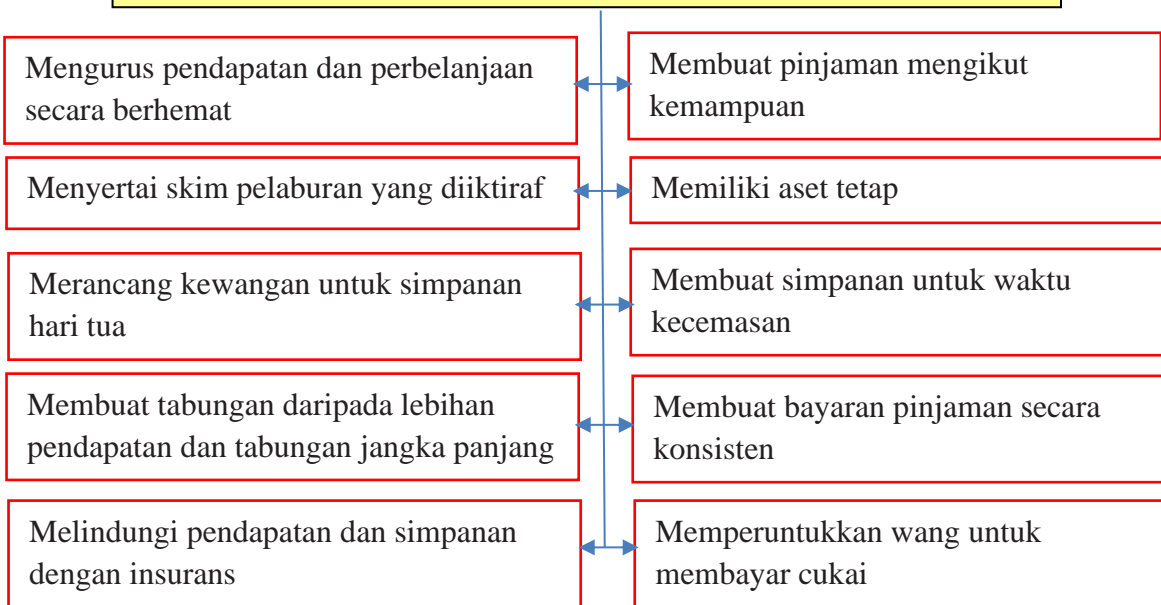 Mengurus pendapatan dan perbelanjaan
secara berhemat
Membuat pinjaman mengikut
kemampuan
Menyertai skim pelaburan yang diiktiraf
Memiliki aset tetap
Merancang kewangan untuk simpanan
hari tua
Membuat simpanan untuk waktu
kecemasan
Membuat tabungan daripada lebihan
pendapatan dan tabungan jangka panjang
Membuat bayaran pinjaman secara
konsisten
Melindungi pendapatan dan simpanan
dengan insurans
Memperuntukkan wang untuk
membayar cukai